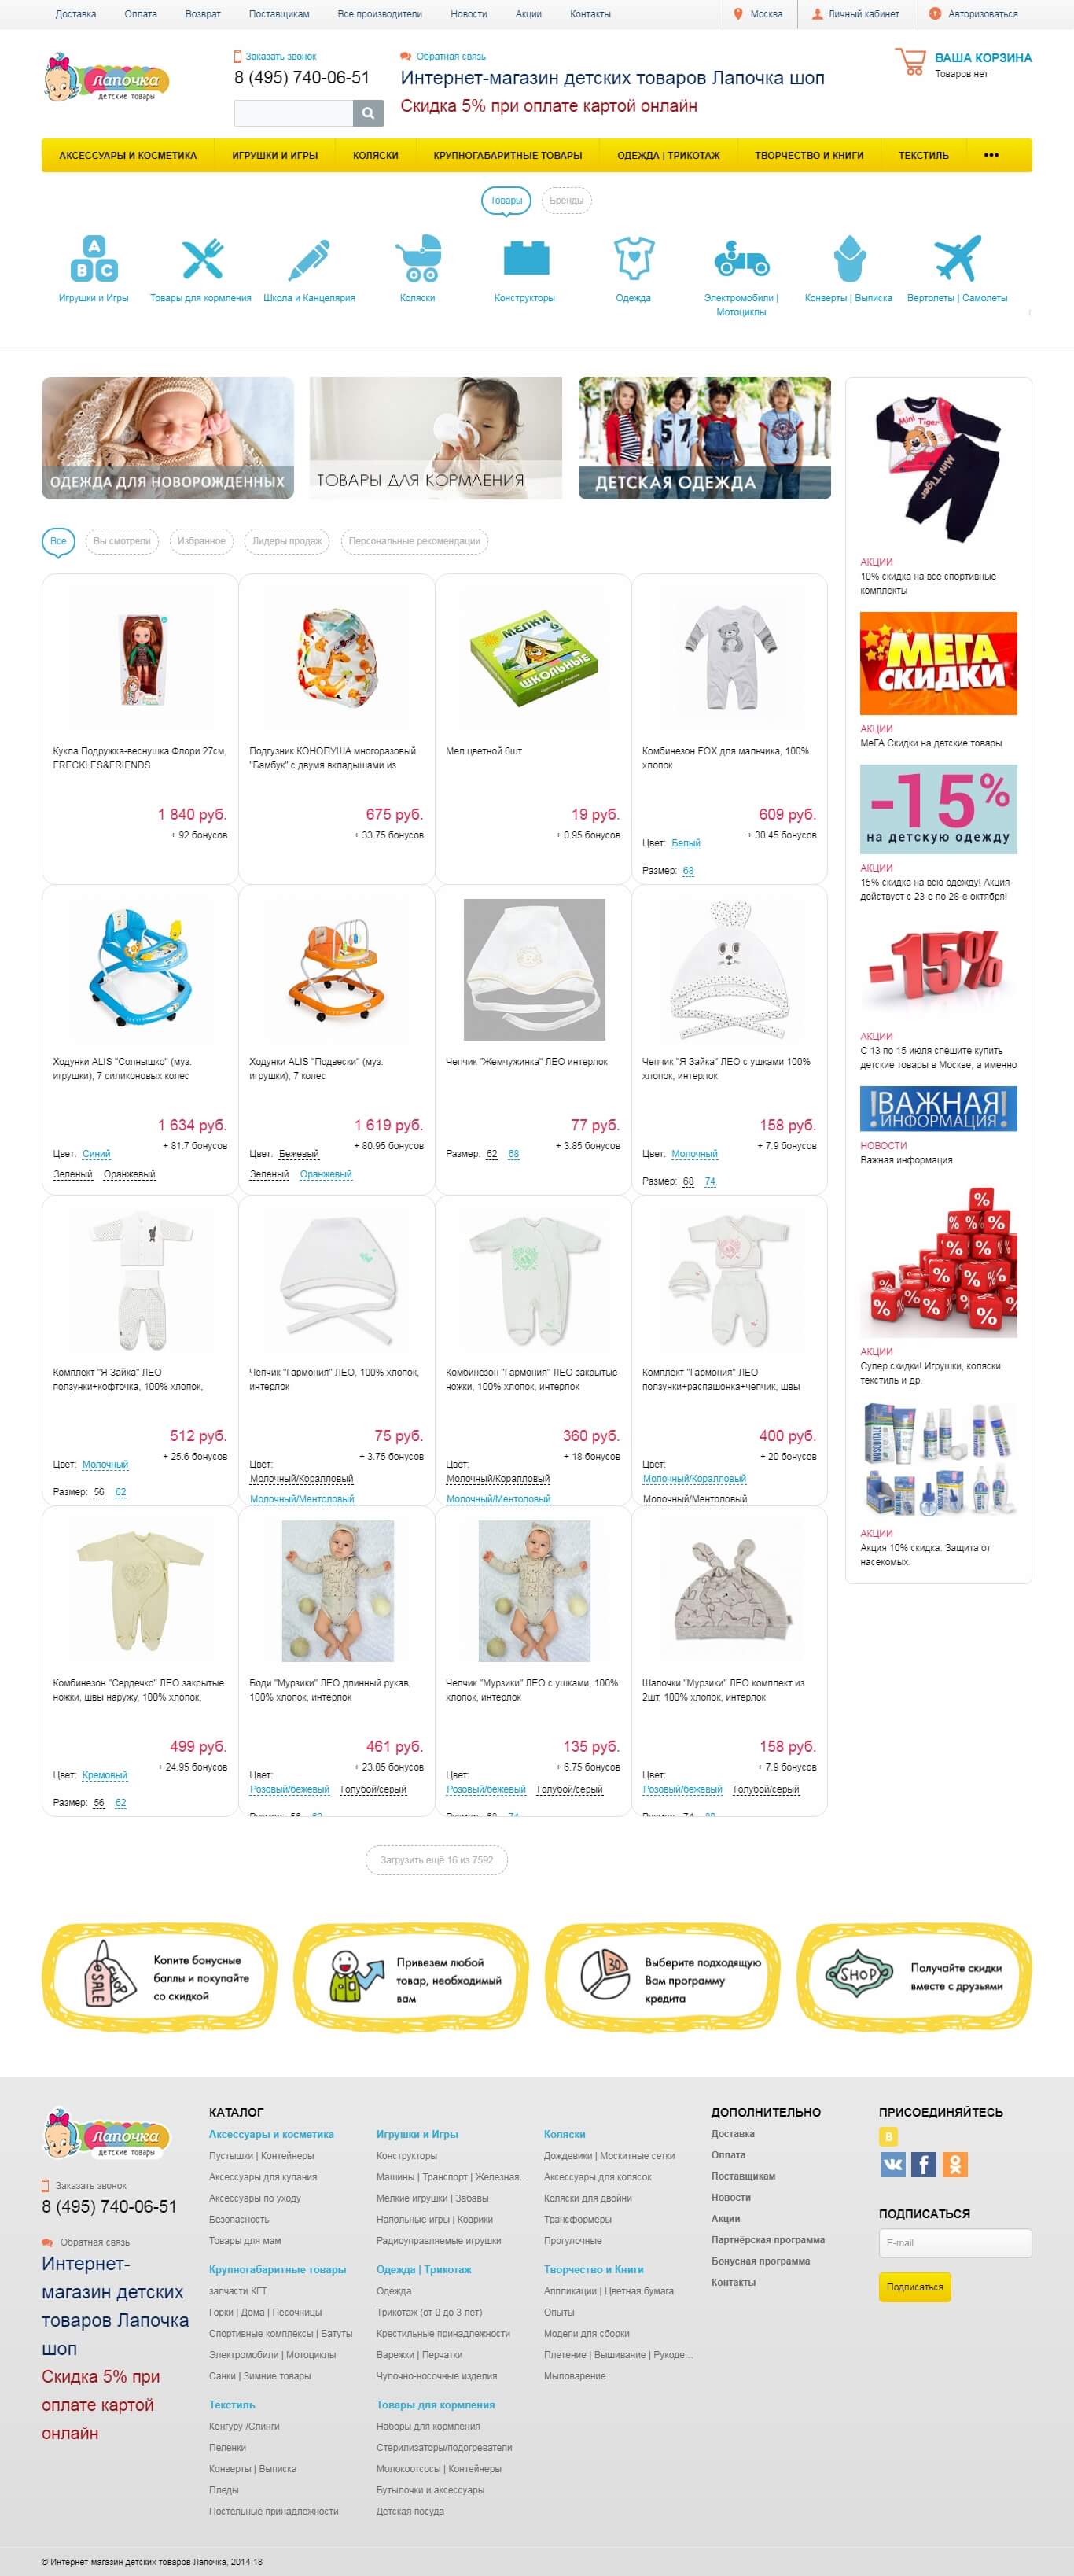 Доставка Оплата Возврат Поставщикам Все производители Новости Акции Контакты Москва Личный кабинет Авторизоваться
Лапочка
детские товары
Заказать звонок
8 (495) 740-06-51
Обратная связь
Интернет-магазин детских товаров Лапочка шоп
Скидка 5% при оплате картой онлайн
ВАША КОРЗИНА
Товаров нет
АКСЕССУАРЫ И КОСМЕТИКА ИГРУШКИ И ИГРЫ КОЛЯСКИ КРУПНОГАБАРИТНЫЕ ТОВАРЫ ОДЕЖДА | ТРИКОТАЖ ТВОРЧЕСТВО И КНИГИ ТЕКСТИЛЬ •••
Товары Бренды
A
B C
Игрушки и Игры Товары для кормления Школа и Канцелярия Коляски Конструкторы Одежда Электромобили | Конверты | Выписка Вертолеты | Самолеты
Мотоциклы
ОДЕЖДА ДЛЯ НОВОРОЖДЕННЫХ ТОВАРЫ ДЛЯ КОРМЛЕНИЯ ДЕТСКАЯ ОДЕЖДА
57
Все Вы смотрели Избранное Лидеры продаж Персональные рекомендации
МЕЛКИ 6
ШКОЛЬНЫЕ
Кукла Подружка-веснушка Флори 27см,
FRECKLES&FRIENDS
1 840 руб.
+ 92 бонусов
Подгузник КОНОПУША многоразовый
"Бамбук" с двумя вкладышами из
675 руб.
+ 33.75 бонусов
Мел цветной 6шт
19 руб.
+ 0.95 бонусов
Комбинезон FOX для мальчика, 100%
хлопок
609 руб.
+ 30.45 бонусов
Цвет: Белый
Размер: 68
Ходунки ALIS "Солнышко" (муз.
игрушки), 7 силиконовых колес
1 634 руб.
+ 81.7 бонусов
Цвет: Синий
Зеленый Оранжевый
Ходунки ALIS "Подвески" (муз.
игрушки), 7 колес
1 619 руб.
+ 80.95 бонусов
Цвет: Бежевый
Зеленый Оранжевый
Чепчик "Жемчужинка" ЛЕО интерлок
77 руб.
+ 3.85 бонусов
Размер: 62 68
Чепчик "Я Зайка" ЛЕО с ушками 100%
хлопок, интерлок
158 руб.
+ 7.9 бонусов
Цвет: Молочный
Размер: 68 74
Комплект "Я Зайка" ЛЕО
ползунки+кофточка, 100% хлопок,
512 руб.
+ 25.6 бонусов
Цвет: Молочный
Размер: 56 62
Чепчик "Гармония" ЛЕО, 100% хлопок,
интерлок
75 руб.
+ 3.75 бонусов
Цвет:
Молочный/Коралловый
Молочный/Ментоловый
Комбинезон "Гармония" ЛЕО закрытые
ножки, 100% хлопок, интерлок
360 руб.
+ 18 бонусов
Цвет:
Молочный/Коралловый
Молочный/Ментоловый
Комплект "Гармония" ЛЕО
ползунки+распашонка+чепчик, швы
400 руб.
+ 20 бонусов
Цвет:
Молочный/Коралловый
Молочный/Ментоловый
Комбинезон "Сердечко" ЛЕО закрытые
ножки, швы наружу, 100% хлопок,
499 руб.
+ 24.95 бонусов
Цвет: Кремовый
Размер: 56 62
Боди "Мурзики" ЛЕО длинный рукав,
100% хлопок, интерлок
461 руб.
+ 23.05 бонусов
Цвет:
Розовый/бежевый Голубой/серый
Размер: 56 62
Чепчик "Мурзики" ЛЕО с ушками, 100%
хлопок, интерлок
135 руб.
+ 6.75 бонусов
Цвет:
Розовый/бежевый Голубой/серый
Размер: 68 74
Шапочки "Мурзики" ЛЕО комплект из
2шт, 100% хлопок, интерлок
158 руб.
+ 7.9 бонусов
Цвет:
Розовый/бежевый Голубой/серый
Размер: 74
Загрузить ещё 16 из 7592
Mini Tiger
Mini Tiger
АКЦИИ
10% скидка на все спортивные
комплекты
МЕГА
СКИДКИ
АКЦИИ
МеГА Скидки на детские товары
-15%
на детскую одежду
АКЦИИ
15% скидка на всю одежду! Акция
действует с 23-е по 28-е октября!
-15%
АКЦИИ
С 13 по 15 июля спешите купить
детские товары в Москве, а именно
!ВАЖНАЯ!
ИНФОРМАЦИЯ
НОВОСТИ
Важная информация
АКЦИИ
Супер скидки! Игрушки, коляски,
текстиль и др.
АКЦИИ
Акция 10% скидка. Защита от
насекомых.
SALE
SHOP
Копите бонусные
баллы и покупайте
со скидкой
Привезем любой
товар, необходимый
вам
30
Выберите подходящую
Вам программу
кредита
SHOP
Получайте скидки
вместе с друзьями
Лапочка
детские товары
Заказать звонок
8 (495) 740-06-51
Обратная связь
Интернет-
магазин детских
товаров Лапочка
шоп
Скидка 5% при
оплате картой
онлайн
КАТАЛОГ
Аксессуары и косметика
Пустышки | Контейнеры
Аксессуары для купания
Аксессуары по уходу
Безопасность
Товары для мам
Игрушки и Игры
Конструкторы
Машины | Транспорт | Железная...
Мелкие игрушки | Забавы
Напольные игры | Коврики
Радиоуправляемые игрушки
Коляски
Дождевики | Москитные сетки
Аксессуары для колясок
Коляски для двойни
Трансформеры
Прогулочные
Крупногабаритные товары
запчасти КГТ
Горки | Дома | Песочницы
Спортивные комплексы | Батуты
Электромобили | Мотоциклы
Санки | Зимние товары
Одежда | Трикотаж
Одежда
Трикотаж (от 0 до 3 лет)
Крестильные принадлежности
Варежки | Перчатки
Чулочно-носочные изделия
Творчество и Книги
Аппликации | Цветная бумага
Опыты
Модели для сборки
Плетение | Вышивание | Рукоде...
Мыловарение
Текстиль
Кенгуру /Слинги
Пеленки
Конверты | Выписка
Пледы
Постельные принадлежности
Товары для кормления
Наборы для кормления
Стерилизаторы/подогреватели
Молокоотсосы | Контейнеры
Бутылочки и аксессуары
Детская посуда
ДОПОЛНИТЕЛЬНО
Доставка
Оплата
Поставщикам
Новости
Акции
Партнёрская программа
Бонусная программа
Контакты
ПРИСОЕДИНЯЙТЕСЬ
ПОДПИСАТЬСЯ
E-mail
Подписаться
© Интернет-магазин детских товаров Лапочка, 2014-18